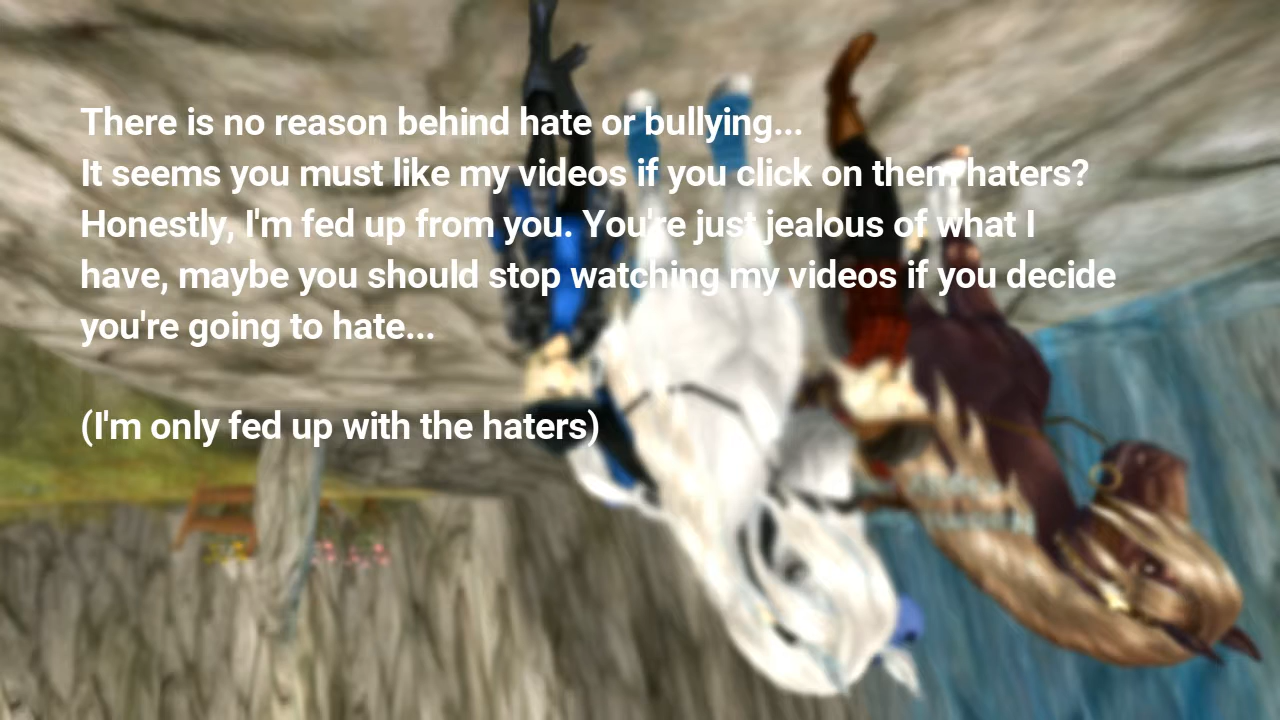 There is no reason behind hate or bullying...
It seems you must like my videos if you click on them haters?
Honestly, I'm fed up from you. You're just jealous of what I
have, maybe you should stop watching my videos if you decide
you're going to hate...
(I'm only fed up with the haters)